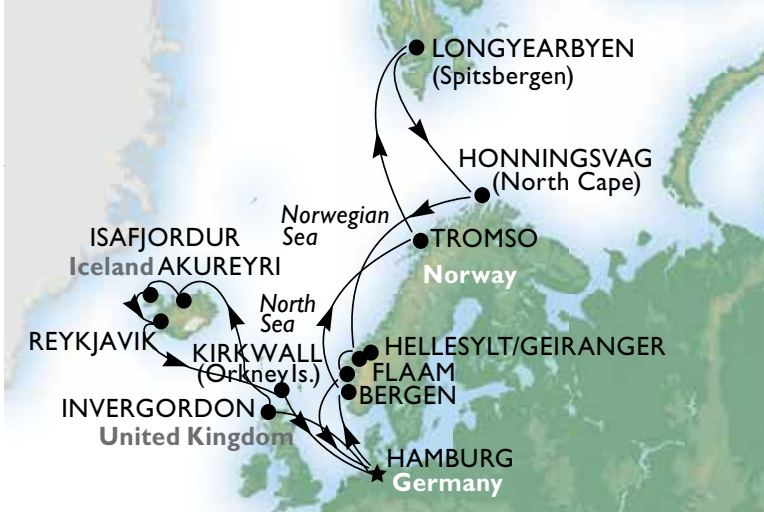 LONGYEARBYEN
(Spitsbergen)
HONNINGSVAG
(North Cape)
Norwegian
Sea
TROMSO
ISAFJORDUR
Iceland AKUREYRI
Norway
North
Sea
REYKJAVIK
KIRKWALL
(Orkney Is.)
HELLESYLT/GEIRANGER
FLAAM
BERGEN
INVERGORDON
United Kingdom
HAMBURG
Germany